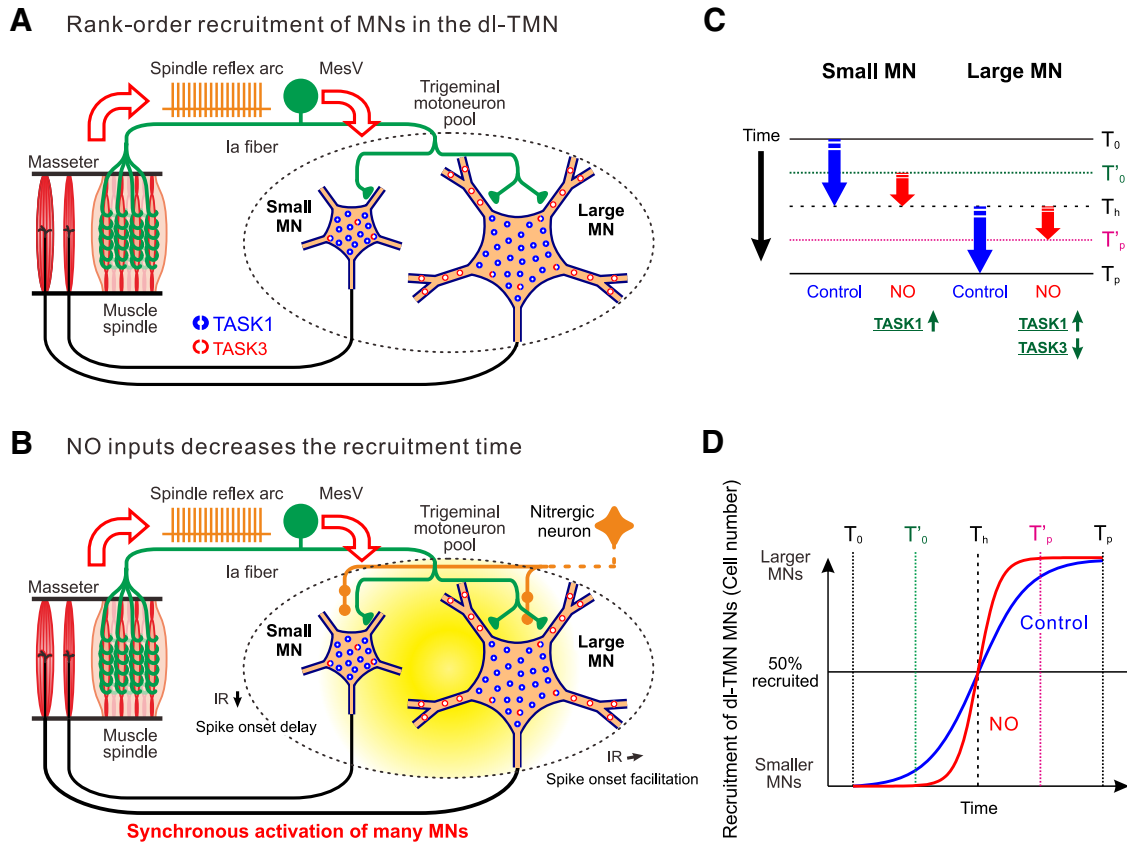 A
Rank-order recruitment of MNs in the dl-TMN
Spindle reflex arc
MesV
Trigeminal
motoneuron
pool
Ia fiber
Masseter
Small
MN
Large
MN
Muscle
spindle
TASK1
TASK3
B
NO inputs decreases the recruitment time
Spindle reflex arc
MesV
Trigeminal
motoneuron
pool
Nitrergic
neuron
Ia fiber
Masseter
Small
MN
Large
MN
IR
Spike onset delay
Muscle
spindle
IR
Spike onset facilitation
Synchronous activation of many MNs
C
Small MN
Large MN
Time
T0
T'0
Th
T'p
Tp
Control
NO
Control
NO
TASK1
TASK1
TASK3
D
Recruitment of dl-TMN MNs (Cell number)
T0
T'0
Th
T'p
Tp
Larger
MNs
Control
50%
recruited
NO
Smaller
MNs
Time